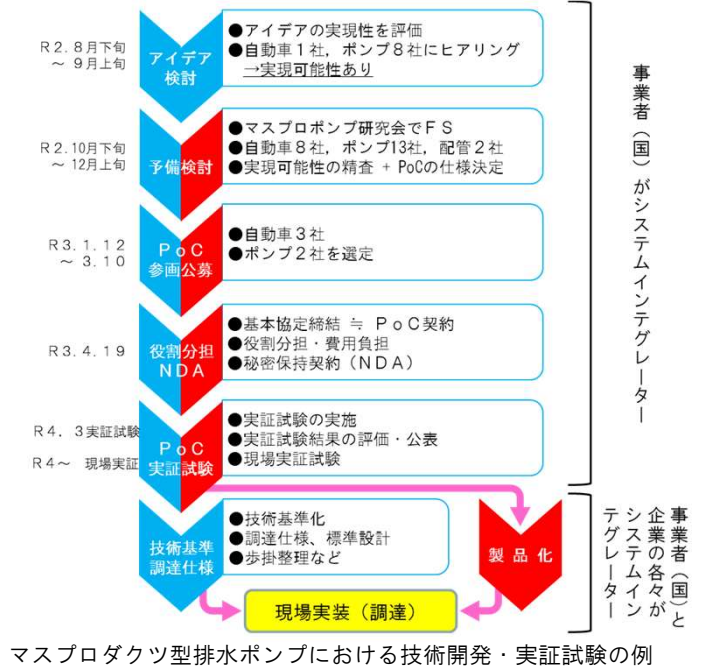 R2.8月下旬
～ 9月上旬
アイデア
検討
●アイデアの実現性を評価
●自動車1社，ポンプ8社にヒアリング
→実現可能性あり
R2.10月下旬
～12月上旬
予備検討
●マスプロポンプ研究会でＦＳ
●自動車8社，ポンプ13社，配管2社
●実現可能性の精査 + PoCの仕様決定
R3.1.12
～ 3.10
ＰｏＣ
参画公募
●自動車3社
●ポンプ2社を選定
R3.4.19
役割分担
ＮＤＡ
●基本協定締結 ≒ ＰｏＣ契約
●役割分担・費用負担
●秘密保持契約（ＮＤＡ）
R4．3実証試験
R4～ 現場実証
ＰｏＣ
実証試験
●実証試験の実施
●実証試験結果の評価・公表
●現場実証試験
事業者（国）がシステムインテグレーター
技術基準
調達仕様
●技術基準化
●調達仕様、標準設計
●歩掛整理など
製品化
事業者（国）と
企業の各々が
システムイン
テグレーター
現場実装（調達）
マスプロダクツ型排水ポンプにおける技術開発・実証試験の例